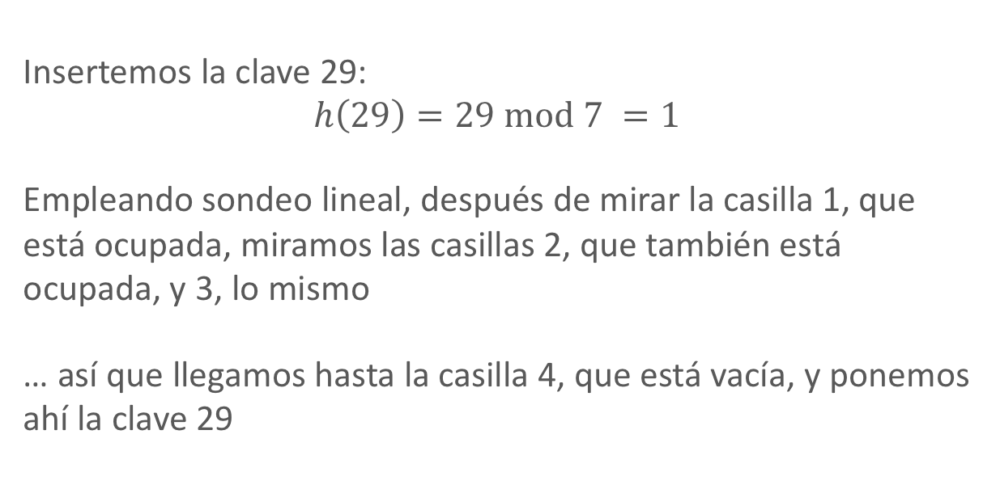 Insertemos la clave 29:
h(29) = 29 mod 7 = 1
Empleando sondeo lineal, después de mirar la casilla 1, que
está ocupada, miramos las casillas 2, que también está
ocupada, y 3, lo mismo
… así que llegamos hasta la casilla 4, que está vacía, y ponemos
ahí la clave 29